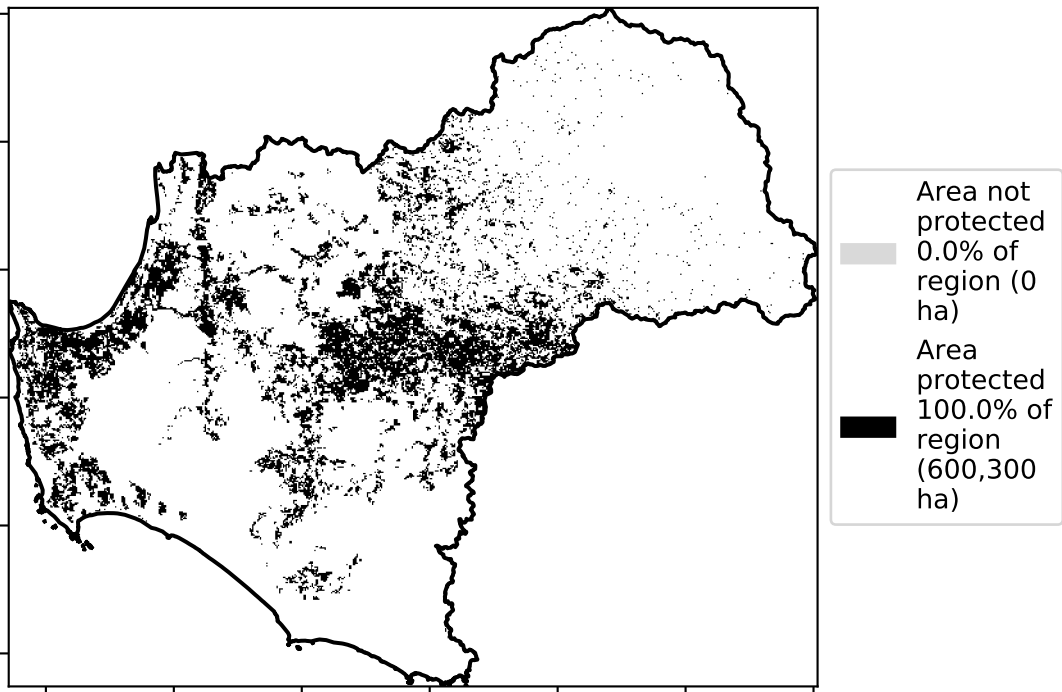 Area not
protected
0.0% of
region (0
ha)
Area
protected
100.0% of
region
(600,300
ha)